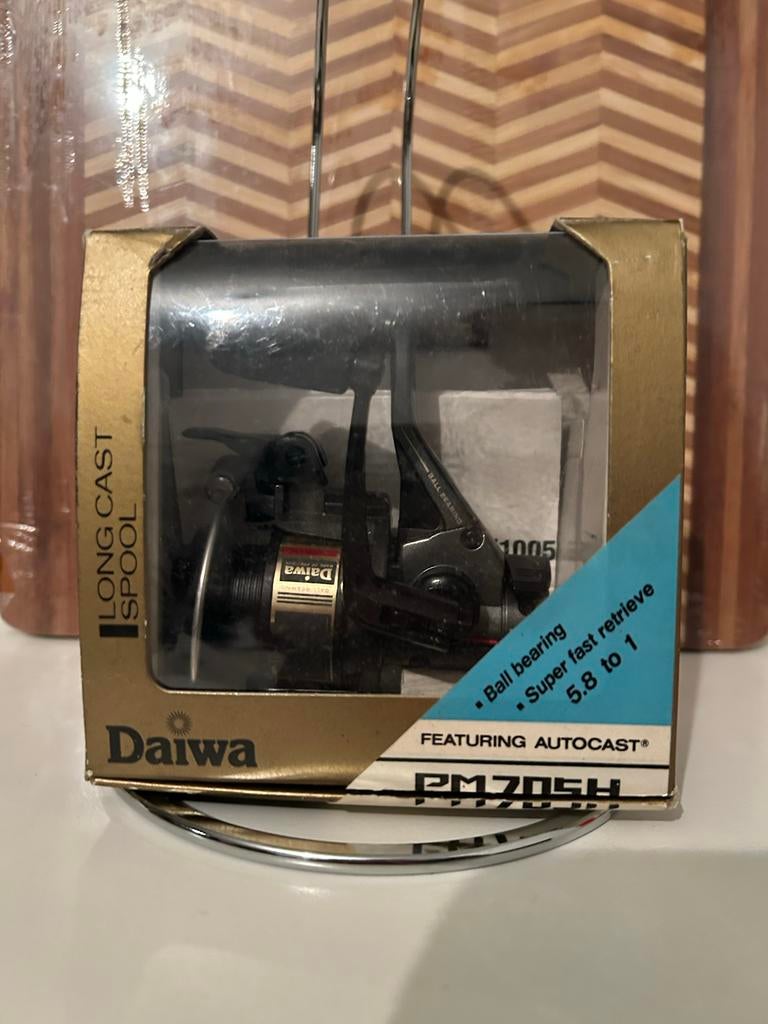 LONG CAST
SPOOL
BALL BEARING
1005
Daiwa
• Ball bearing
• Super fast retrieve
5.8 to 1
FEATURING AUTOCAST®
Daiwa
PM705H